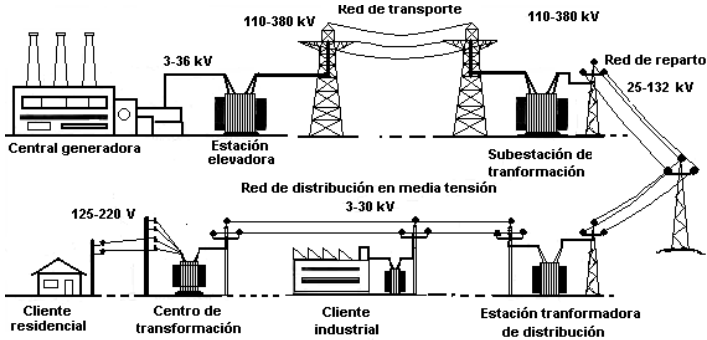 Red de transporte
110-380 kV
110-380 kV
3-36 kV
Red de reparto
25-132 kV
Central generadora
Estación
elevadora
Subestación de
tranformación
Red de distribución en media tensión
3-30 kV
125-220 V
Cliente
residencial
Centro de
transformación
Cliente
industrial
Estación tranformadora
de distribución